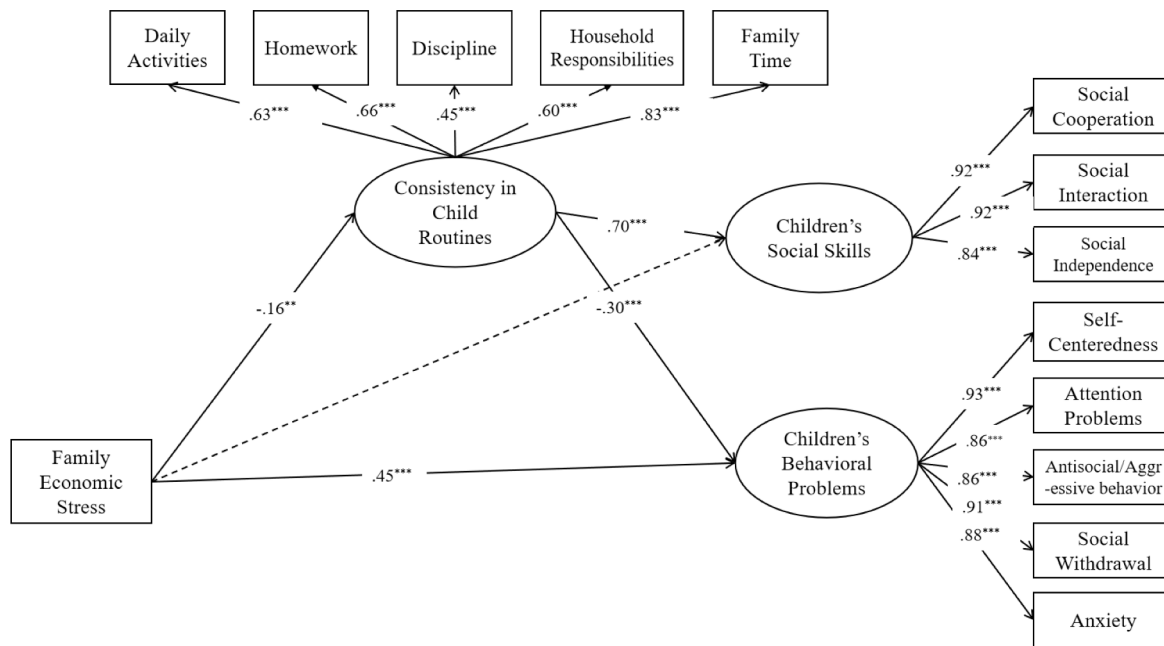 Daily
Activities
Homework
Discipline
Household
Responsibilities
Family
Time
.63***
.66***
.45***
.60***
.83***
Consistency in
Child
Routines
.70***
Children’s
Social Skills
.92***
.92***
.84***
Social
Cooperation
Social
Interaction
Social
Independence
-.16**
-.30***
Family
Economic
Stress
.45***
Children’s
Behavioral
Problems
.93***
.86***
.86***
.91***
.88***
Self-
Centeredness
Attention
Problems
Antisocial/Aggr
-essive behavior
Social
Withdrawal
Anxiety